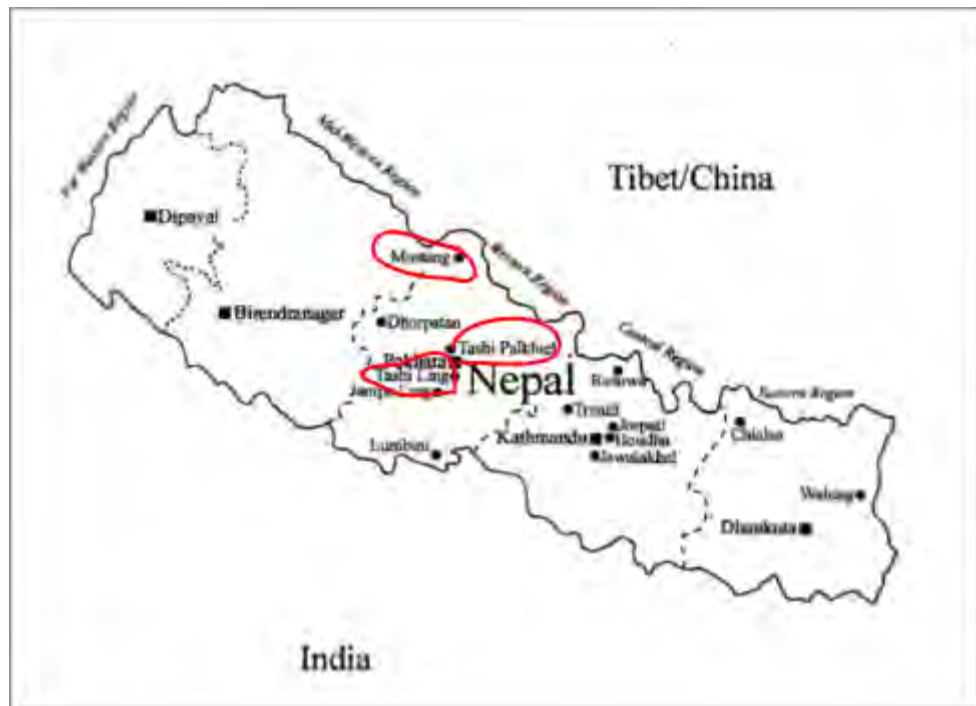 Far Western Region
Mid-Western Region
Tibet/China
Dipayal
Mustang
Western Region
Birendranagar
Dhorpatan
Tashi Palkhiel
Central Region
Pokhara
Tashi Ling
Nepal
Eastern Region
Trisuli
Chialsa
Kathmandu
Boudha
Jawalakhel
Lumbini
Walung
Dhankuta
India